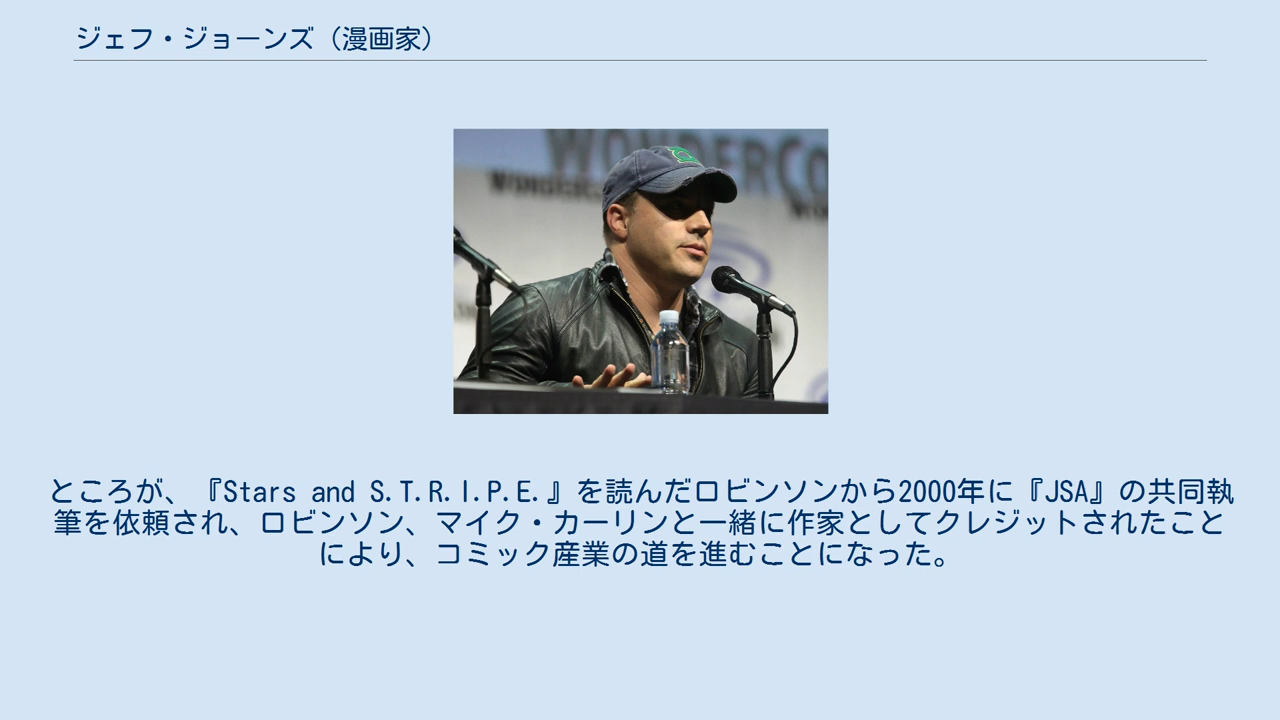 ジェフ・ジョーンズ（漫画家）
WONDERCO
ところが、『Stars and S.T.R.I.P.E.』を読んだロビンソンから2000年に『JSA』の共同執
筆を依頼され、ロビンソン、マイク・カーリンと一緒に作家としてクレジットされたこと
により、コミック産業の道を進むことになった。